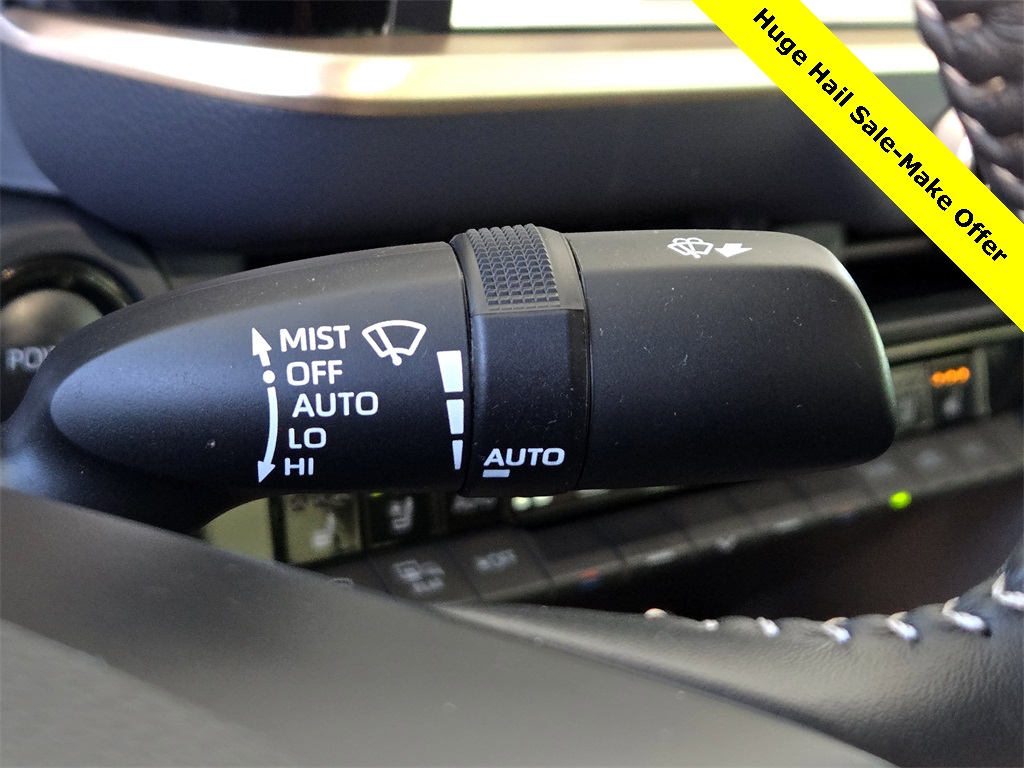 Huge Hail Sale-Make Offer
MIST
OFF
AUTO
LO
HI
AUTO